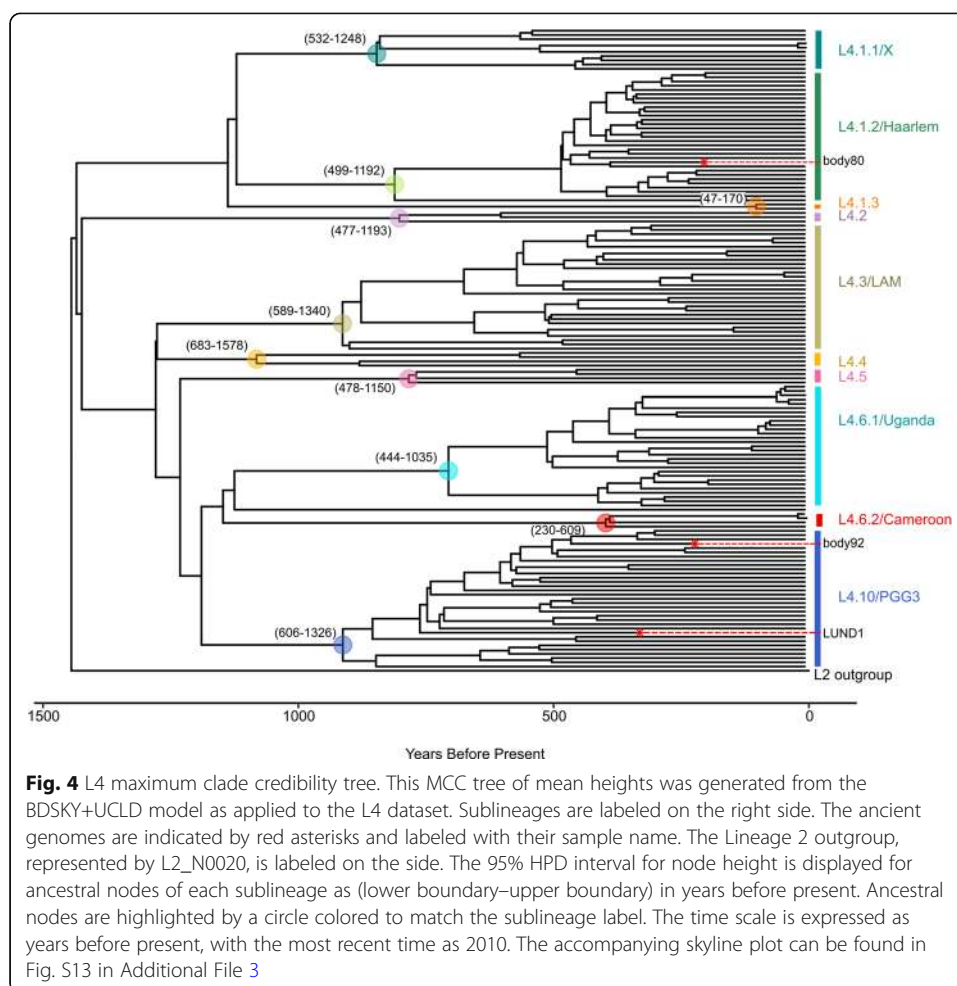 (532-1248)
L4.1.1/X
L4.1.2/Haarlem
body80
(499-1192)
(47-170)
L4.1.3
L4.2
(477-1193)
L4.3/LAM
(589-1340)
(683-1578)
L4.4
L4.5
(478-1150)
L4.6.1/Uganda
(444-1035)
L4.6.2/Cameroon
(230-609)
body92
L4.10/PGG3
LUND1
(606-1326)
L2 outgroup
1500 1000 500 0
Years Before Present
Fig. 4 L4 maximum clade credibility tree. This MCC tree of mean heights was generated from the
BDSKY+UCLD model as applied to the L4 dataset. Sublineages are labeled on the right side. The ancient
genomes are indicated by red asterisks and labeled with their sample name. The Lineage 2 outgroup,
represented by L2_N0020, is labeled on the side. The 95% HPD interval for node height is displayed for
ancestral nodes of each sublineage as (lower boundary–upper boundary) in years before present. Ancestral
nodes are highlighted by a circle colored to match the sublineage label. The time scale is expressed as
years before present, with the most recent time as 2010. The accompanying skyline plot can be found in
Fig. S13 in Additional File 3